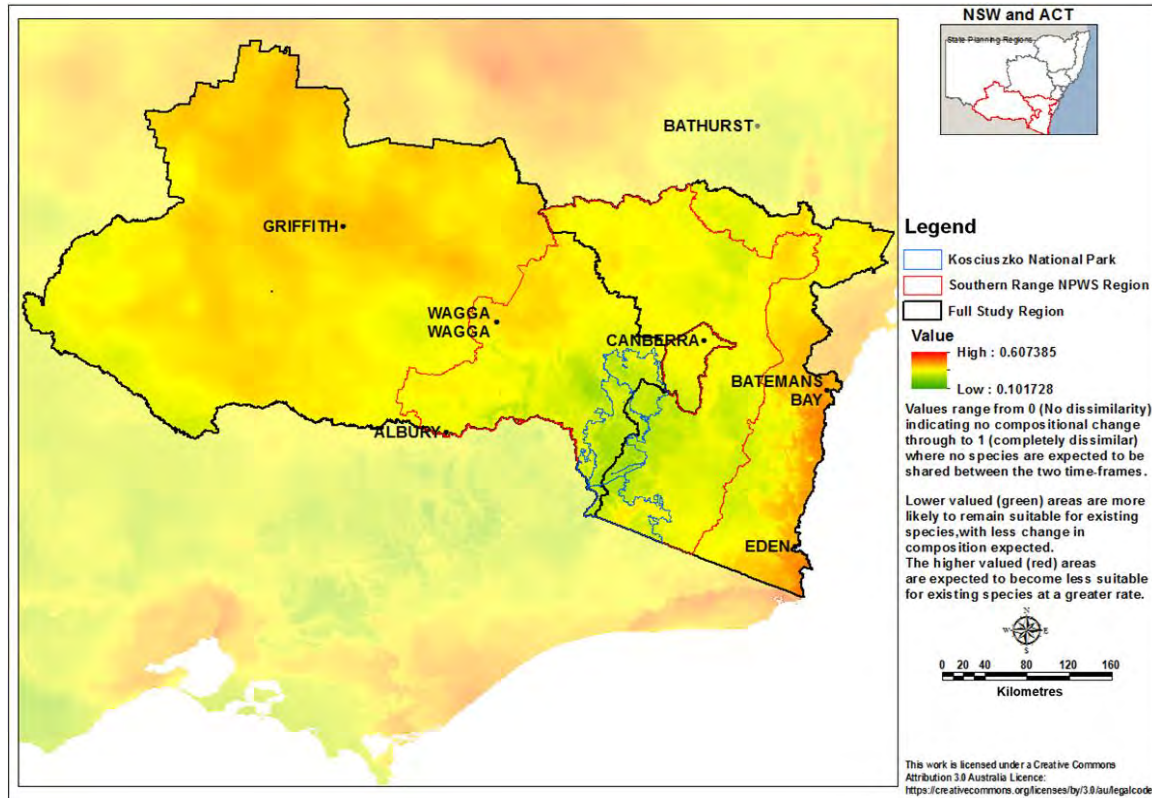 NSW and ACT
State Planning Regions
BATHURST
GRIFFITH
WAGGA
WAGGA
CANBERRA
BATEMANS
BAY
ALBURY
EDEN
Legend
Kosciuszko National Park
Southern Range NPWS Region
Full Study Region
Value
High : 0.607385
Low : 0.101728
Values range from 0 (No dissimilarity)
indicating no compositional change
through to 1 (completely dissimilar)
where no species are expected to be
shared between the two time-frames.
Lower valued (green) areas are more
likely to remain suitable for existing
species,with less change in
composition expected.
The higher valued (red) areas
are expected to become less suitable
for existing species at a greater rate.
N
W E
S
0 20 40 80 120 160
Kilometres
This work is licensed under a Creative Commons
Attribution 3.0 Australia Licence:
https://creativecommons.org/licenses/by/3.0/au/legalcode